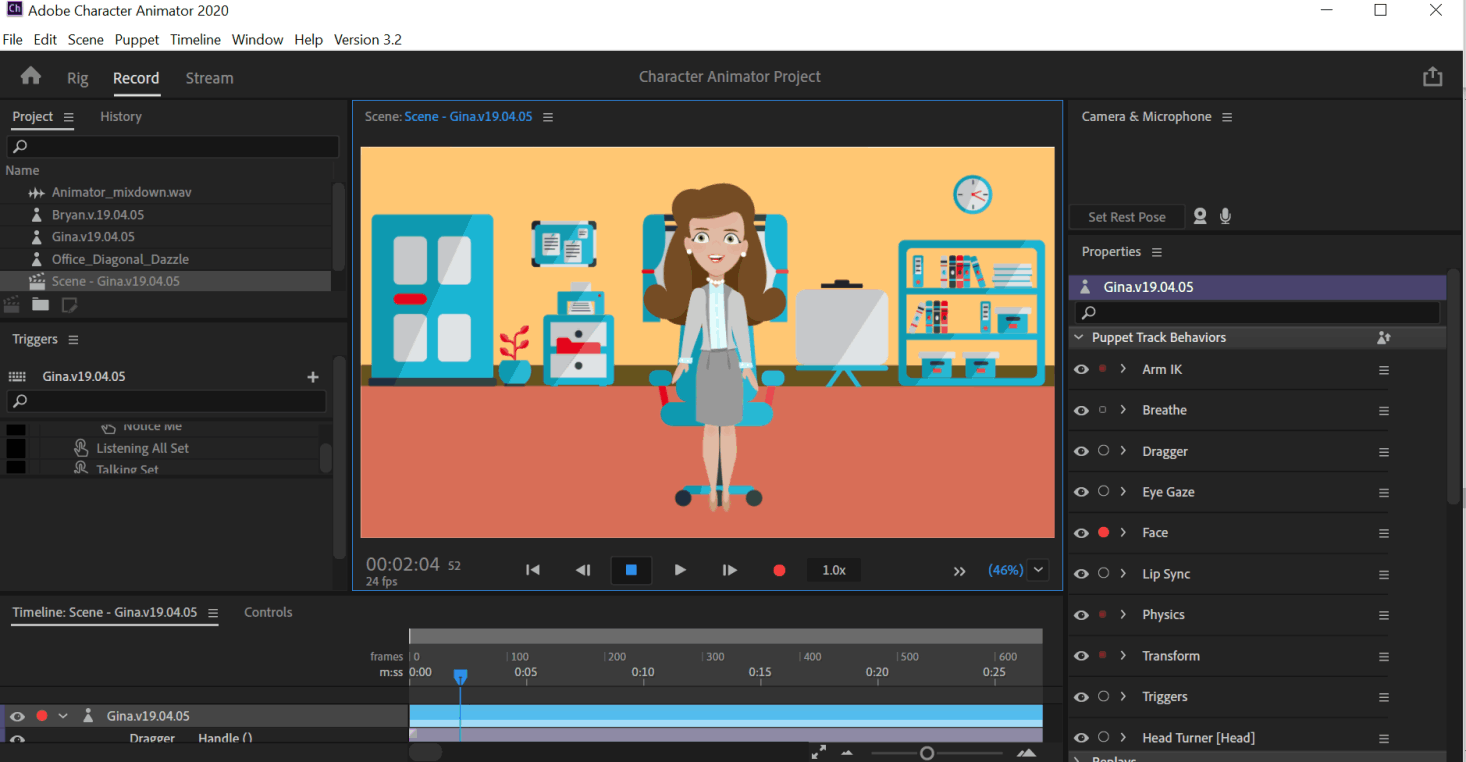 Ch Adobe Character Animator 2020
File Edit Scene Puppet Timeline Window Help Version 3.2
Rig Record Stream
Character Animator Project
Project
History
Name
Animator_mixdown.wav
Bryan.v.19.04.05
Gina.v19.04.05
Office_Diagonal_Dazzle
Scene - Gina.v19.04.05
Triggers
Gina.v19.04.05
Notice Me
Listening All Set
Talking Set
Scene: Scene - Gina.v19.04.05
00:02:04 52
24 fps
1.0x
(46%)
Camera & Microphone
Set Rest Pose
Properties
Gina.v19.04.05
Puppet Track Behaviors
Arm IK
Breathe
Dragger
Eye Gaze
Face
Lip Sync
Physics
Transform
Triggers
Head Turner [Head]
Replays
Timeline: Scene - Gina.v19.04.05
Controls
frames 0 100 200 300 400 500 600
m:ss 0:00 0:05 0:10 0:15 0:20 0:25
Gina.v19.04.05
Dragger Handle ()